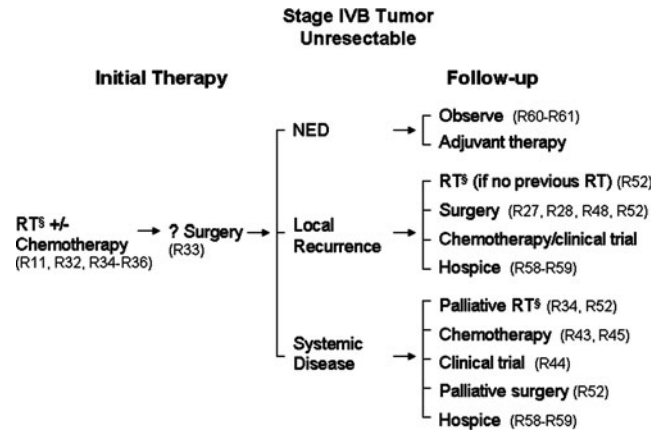 Stage IVB Tumor
Unresectable
Initial Therapy
Follow-up
RT§ +/-
Chemotherapy
(R11, R32, R34-R36)
? Surgery
(R33)
NED
Observe (R60-R61)
Adjuvant therapy
Local
Recurrence
RT§ (if no previous RT) (R52)
Surgery (R27, R28, R48, R52)
Chemotherapy/clinical trial
Hospice (R58-R59)
Systemic
Disease
Palliative RT§ (R34, R52)
Chemotherapy (R43, R45)
Clinical trial (R44)
Palliative surgery (R52)
Hospice (R58-R59)